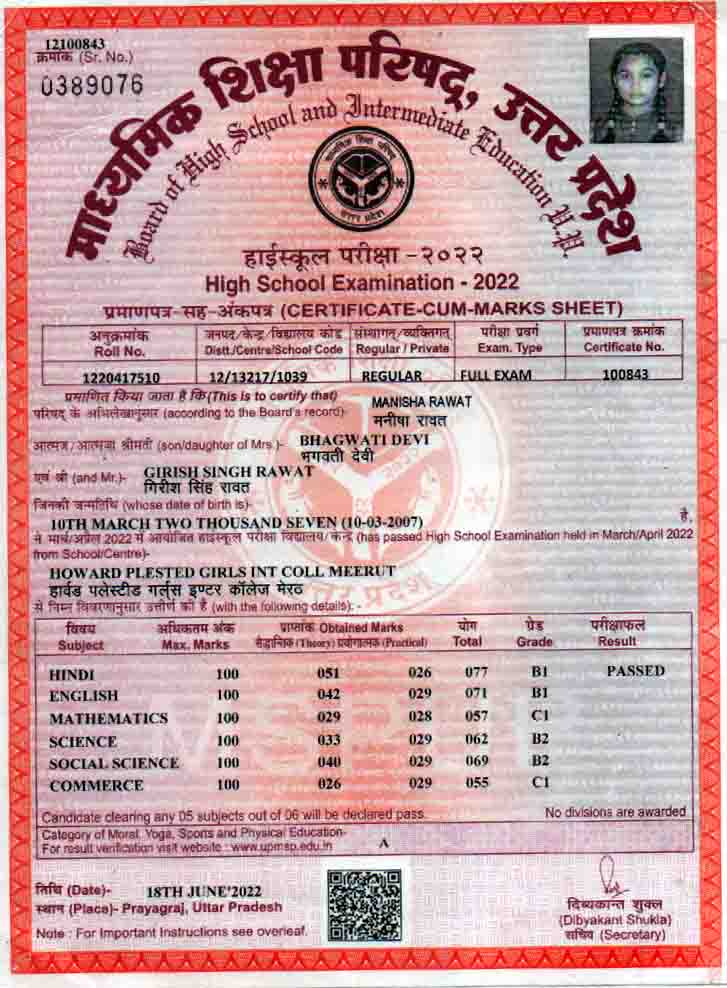 12100843
क्रमांक (Sr. No.)
0389076
माध्यमिक शिक्षा परिषद्, उत्तर प्रदेश
Board of High School and Intermediate Education U.P.
माध्यमिक शिक्षा परिषद
उत्तर प्रदेश
हाईस्कूल परीक्षा -२०२२
High School Examination - 2022
प्रमाणपत्र-सह-अंकपत्र (CERTIFICATE-CUM-MARKS SHEET)
अनुक्रमांक जनपद/केन्द्र/विद्यालय कोड संस्थागत/व्यक्तिगत परीक्षा प्रवर्ग प्रमाणपत्र क्रमांक
Roll No. Distt./Centre/School Code Regular / Private Exam. Type Certificate No.
1220417510 12/13217/1039 REGULAR FULL EXAM 100843
प्रमाणित किया जाता है कि(This is to certify that) MANISHA RAWAT
परिषद् के अभिलेखानुसार (according to the Board's record)- मनीषा रावत
आत्मज/आत्मजा श्रीमती (son/daughter of Mrs.)- BHAGWATI DEVI
भगवती देवी
एवं श्री (and Mr.)- GIRISH SINGH RAWAT
गिरीश सिंह रावत
जिनकी जन्मतिथि (whose date of birth is)-
10TH MARCH TWO THOUSAND SEVEN (10-03-2007) है,
ने मार्च/अप्रैल 2022 में आयोजित हाईस्कूल परीक्षा विद्यालय/केन्द्र (has passed High School Examination held in March/April 2022
from School/Centre)-
HOWARD PLESTED GIRLS INT COLL MEERUT
हार्वड पलेस्टीड गर्ल्स इण्टर कॉलेज मेरठ
से निम्न विवरणानुसार उत्तीर्ण की है (with the following details): -
विषय अधिकतम अंक प्राप्तांक Obtained Marks योग ग्रेड परीक्षाफल
Subject Max. Marks सैद्धान्तिक(Theory) प्रयोगात्मक(Practical) Total Grade Result
HINDI 100 051 026 077 B1 PASSED
ENGLISH 100 042 029 071 B1
MATHEMATICS 100 029 028 057 C1
SCIENCE 100 033 029 062 B2
SOCIAL SCIENCE 100 040 029 069 B2
COMMERCE 100 026 029 055 C1
Candidate clearing any 05 subjects out of 06 will be declared pass. No divisions are awarded
Category of Moral, Yoga, Sports and Physical Education- A
For result verification visit website : www.upmsp.edu.in
तिथि (Date)- 18TH JUNE'2022
स्थान (Place)- Prayagraj, Uttar Pradesh
Note : For Important Instructions see overleaf.
दिब्यकान्त शुक्ल
(Dibyakant Shukla)
सचिव (Secretary)